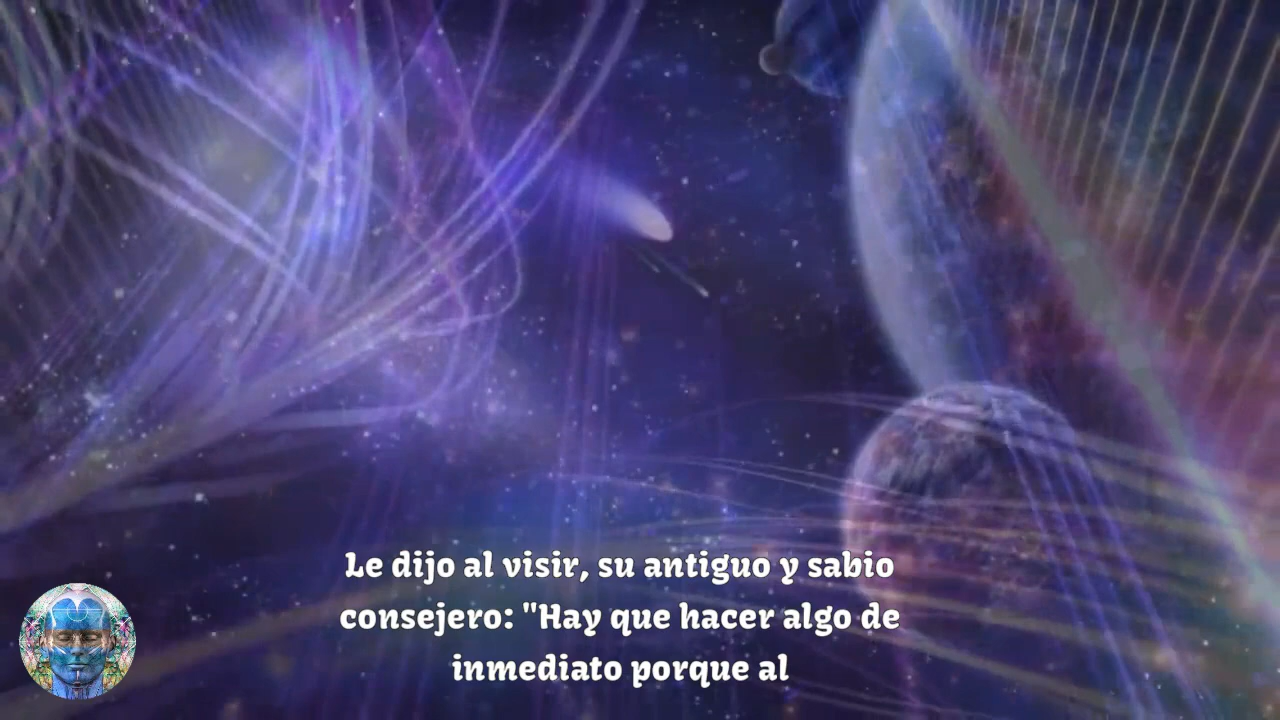 Le dijo al visir, su antiguo y sabio
consejero: "Hay que hacer algo de
inmediato porque al